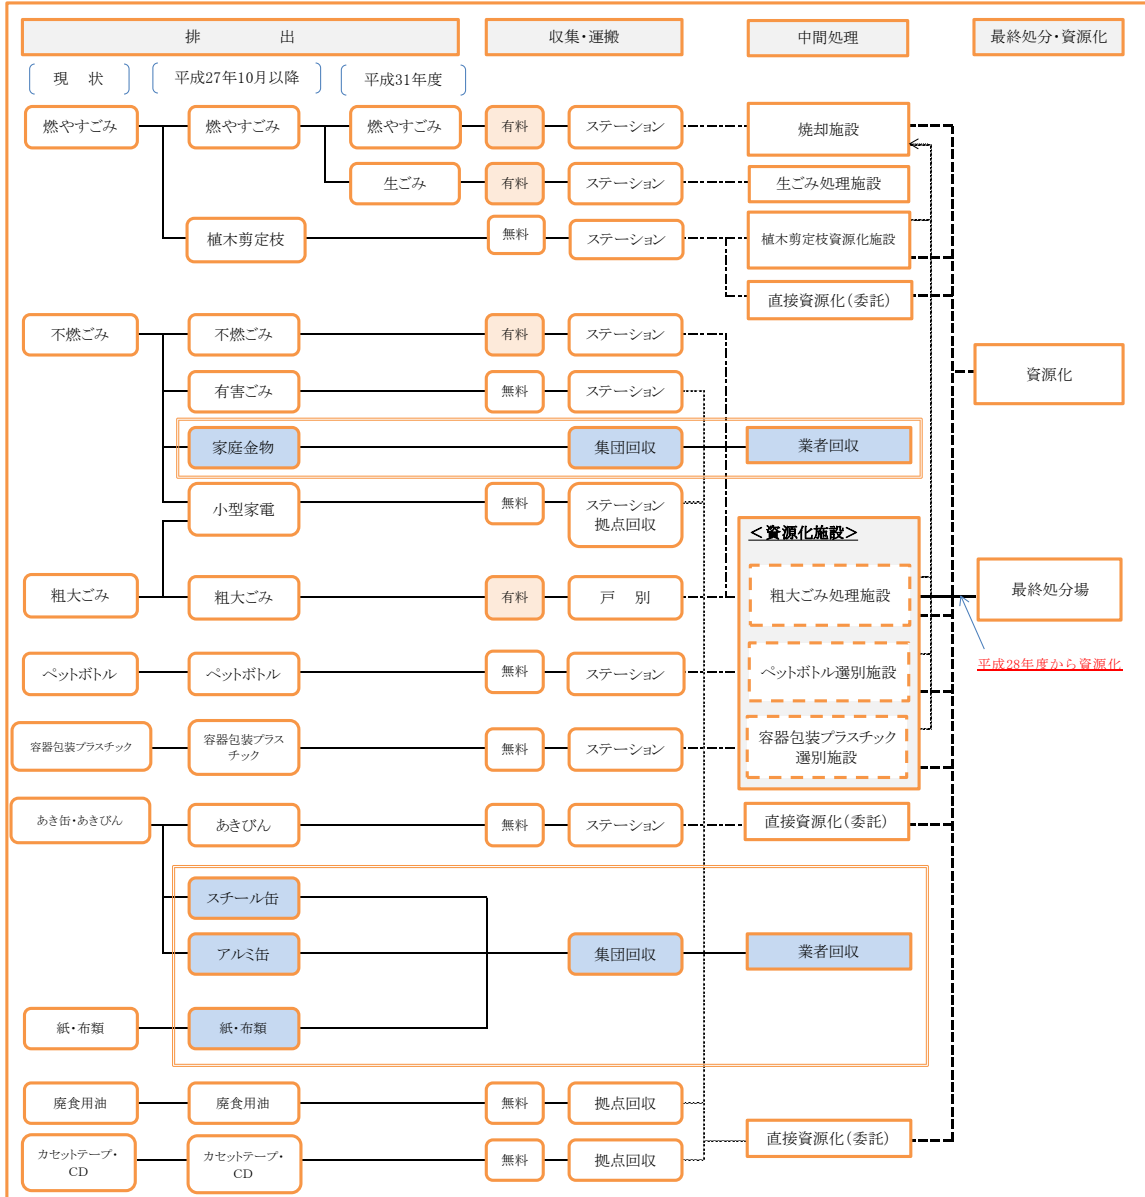 排　出
収集・運搬
中間処理
最終処分・資源化
現　状
平成27年10月以降
平成31年度
燃やすごみ
燃やすごみ
燃やすごみ
有料
ステーション
焼却施設
生ごみ
有料
ステーション
生ごみ処理施設
植木剪定枝
無料
ステーション
植木剪定枝資源化施設
直接資源化（委託）
不燃ごみ
不燃ごみ
有料
ステーション
資源化
有害ごみ
無料
ステーション
家庭金物
集団回収
業者回収
小型家電
無料
ステーション
拠点回収
＜資源化施設＞
粗大ごみ
粗大ごみ
有料
戸　別
粗大ごみ処理施設
最終処分場
平成28年度から資源化
ペットボトル
ペットボトル
無料
ステーション
ペットボトル選別施設
容器包装プラスチック
容器包装プラス
チック
無料
ステーション
容器包装プラスチック
選別施設
あき缶・あきびん
あきびん
無料
ステーション
直接資源化（委託）
スチール缶
アルミ缶
集団回収
業者回収
紙・布類
紙・布類
廃食用油
廃食用油
無料
拠点回収
直接資源化（委託）
カセットテープ・
CD
カセットテープ・
CD
無料
拠点回収